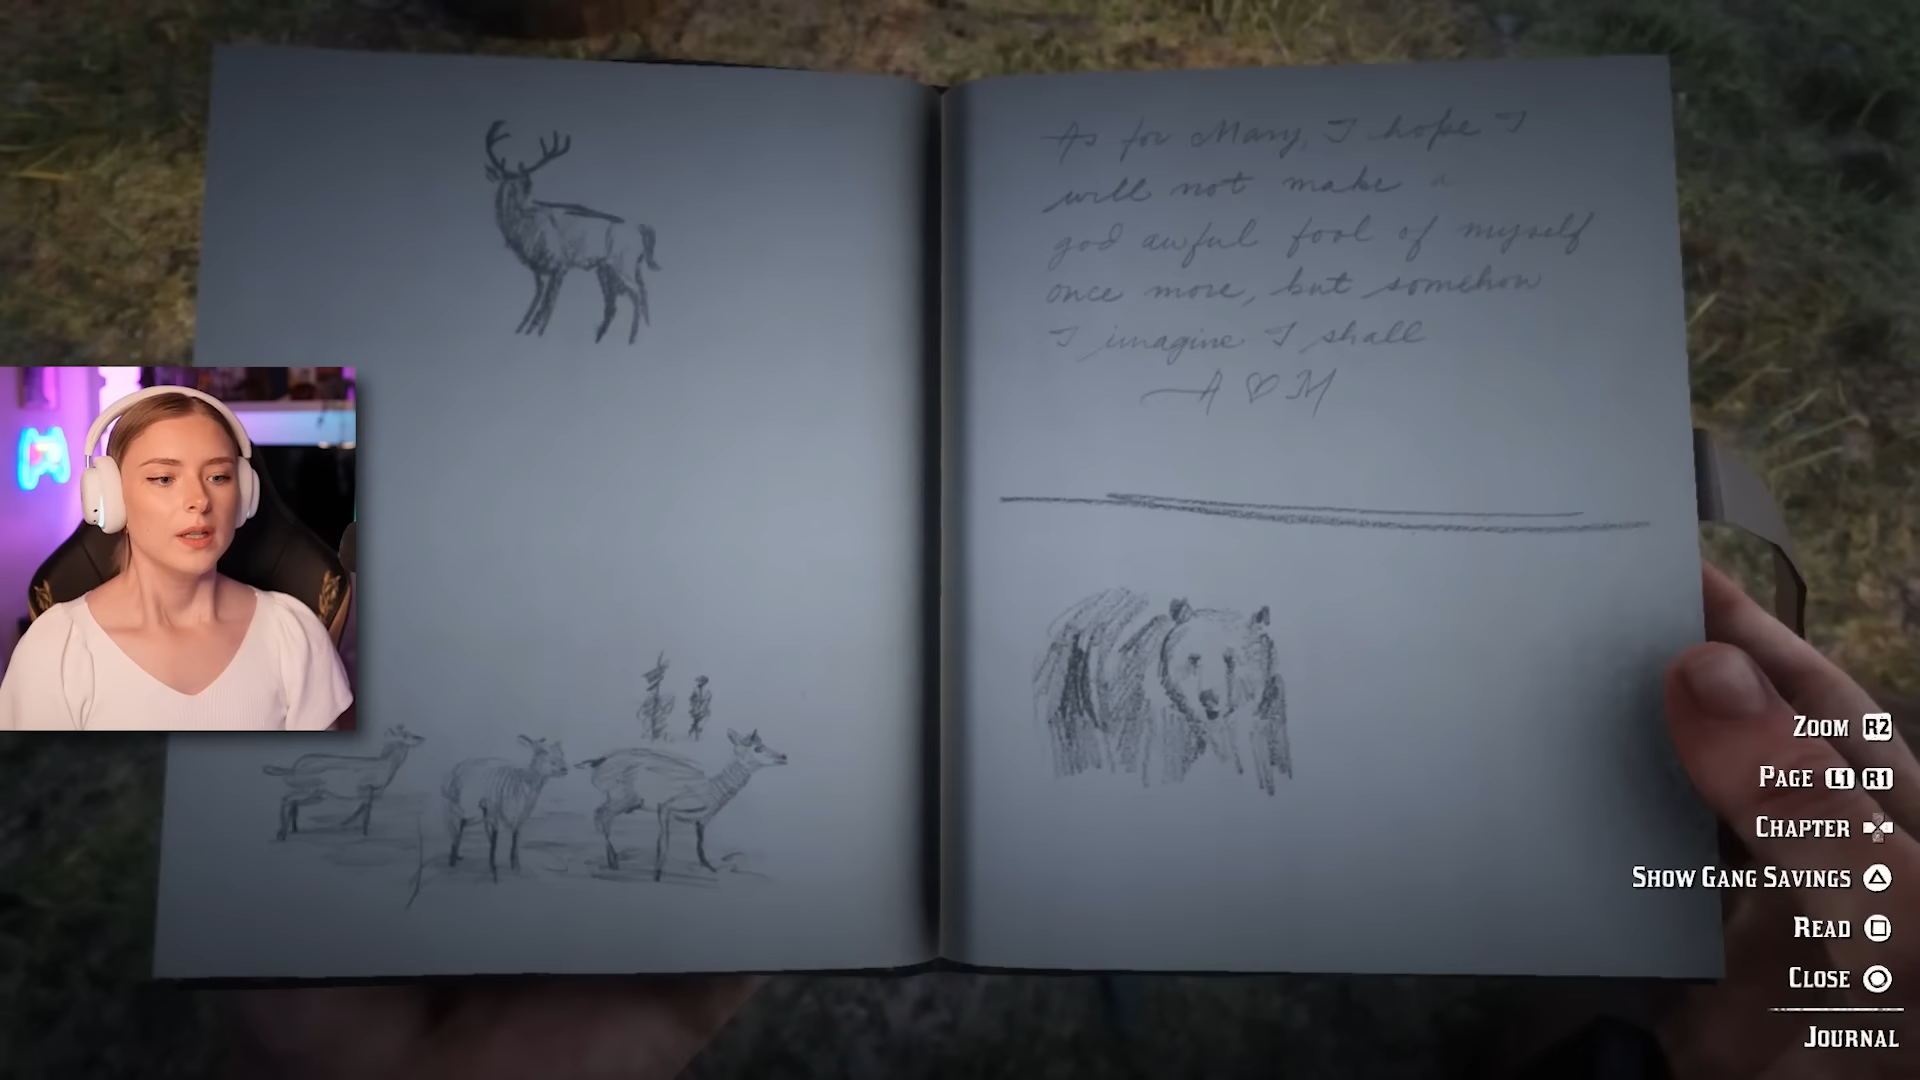 As for Mary, I hope I
will not make a
god awful fool of myself
once more, but somehow
I imagine I shall
—A ♡ M
ZOOM R2
PAGE L1 R1
CHAPTER
SHOW GANG SAVINGS
READ
CLOSE
JOURNAL